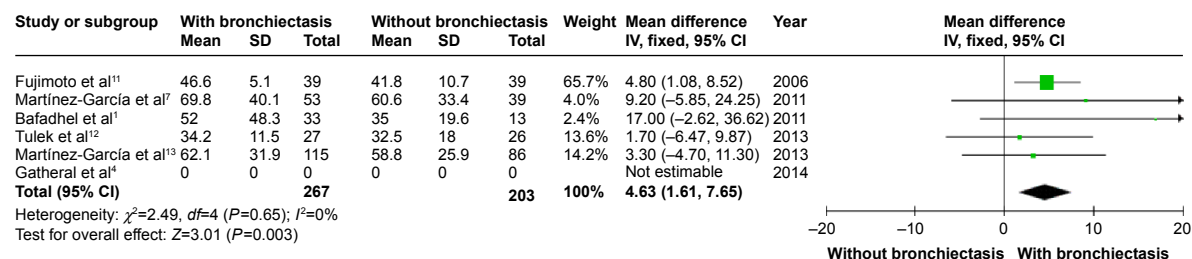 Study or subgroup With bronchiectasis Without bronchiectasis Weight Mean difference Year Mean difference
Mean SD Total Mean SD Total IV, fixed, 95% CI IV, fixed, 95% CI
Fujimoto et al¹¹ 46.6 5.1 39 41.8 10.7 39 65.7% 4.80 (1.08, 8.52) 2006
Martínez-García et al⁷ 69.8 40.1 53 60.6 33.4 39 4.0% 9.20 (–5.85, 24.25) 2011
Bafadhel et al¹ 52 48.3 33 35 19.6 13 2.4% 17.00 (–2.62, 36.62) 2011
Tulek et al¹² 34.2 11.5 27 32.5 18 26 13.6% 1.70 (–6.47, 9.87) 2013
Martínez-García et al¹³ 62.1 31.9 115 58.8 25.9 86 14.2% 3.30 (–4.70, 11.30) 2013
Gatheral et al⁴ 0 0 0 0 0 0 Not estimable 2014
Total (95% CI) 267 203 100% 4.63 (1.61, 7.65)
Heterogeneity: χ²=2.49, df=4 (P=0.65); I²=0%
Test for overall effect: Z=3.01 (P=0.003)
–20 –10 0 10 20
Without bronchiectasis With bronchiectasis